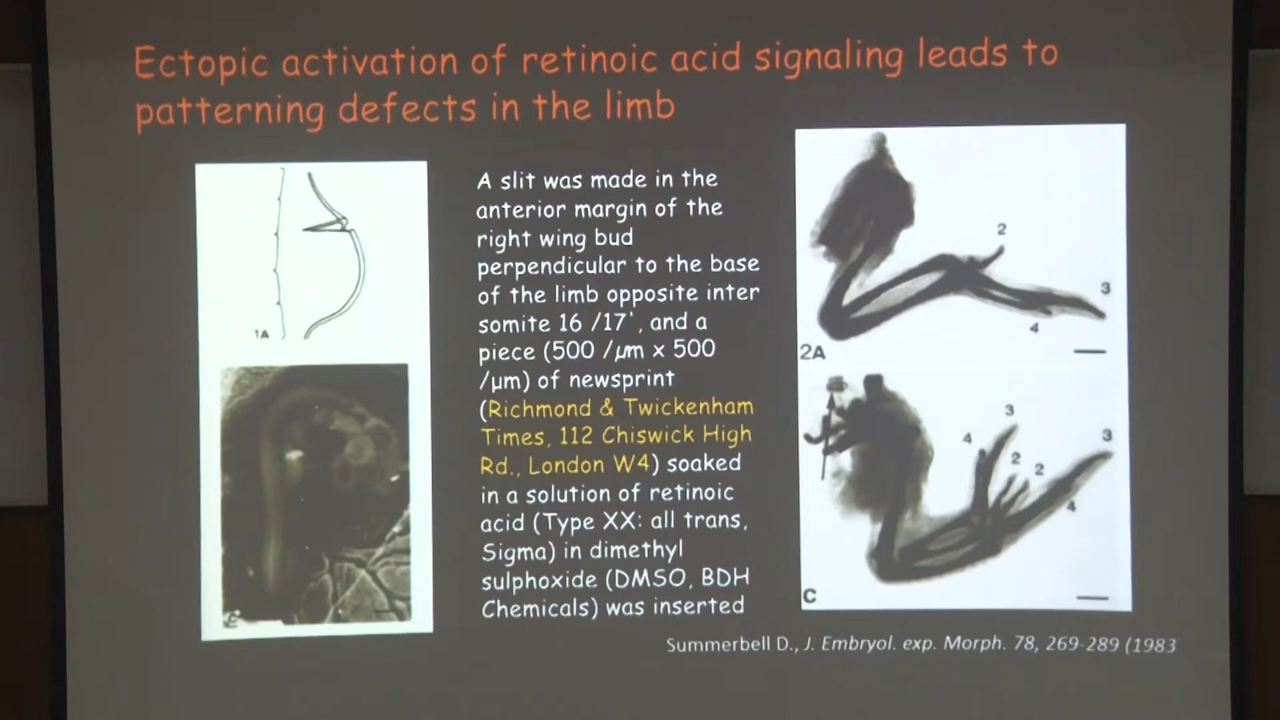 Ectopic activation of retinoic acid signaling leads to
patterning defects in the limb
1A
A slit was made in the
anterior margin of the
right wing bud
perpendicular to the base
of the limb opposite inter
somite 16 /17', and a
piece (500 /µm x 500
/µm) of newsprint
(Richmond & Twickenham
Times, 112 Chiswick High
Rd., London W4) soaked
in a solution of retinoic
acid (Type XX: all trans,
Sigma) in dimethyl
sulphoxide (DMSO, BDH
Chemicals) was inserted
2
3
4
2A
3
4
3
2
2
4
C
Summerbell D., J. Embryol. exp. Morph. 78, 269-289 (1983